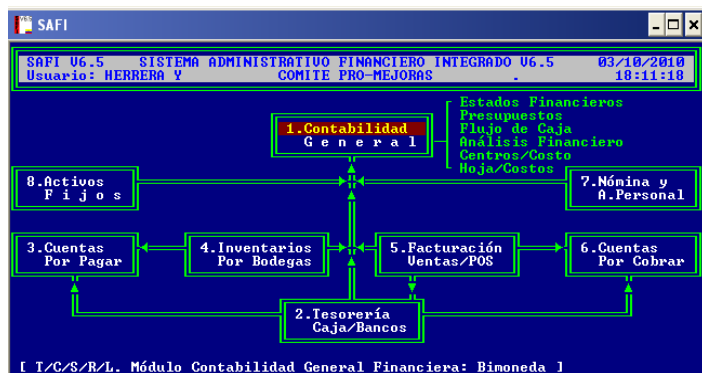 SAFI
SAFI V6.5 SISTEMA ADMINISTRATIVO FINANCIERO INTEGRADO V6.5 03/10/2010
Usuario: HERRERA Y COMITE PRO-MEJORAS . 18:11:18
1.Contabilidad
G e n e r a l
Estados Financieros
Presupuestos
Flujo de Caja
Análisis Financiero
Centros/Costo
Hoja/Costos
8.Activos
F i j o s
7.Nómina y
A.Personal
3.Cuentas
Por Pagar
4.Inventarios
Por Bodegas
5.Facturación
Ventas/POS
6.Cuentas
Por Cobrar
2.Tesorería
Caja/Bancos
[ T/C/S/R/L. Módulo Contabilidad General Financiera: Bimoneda ]